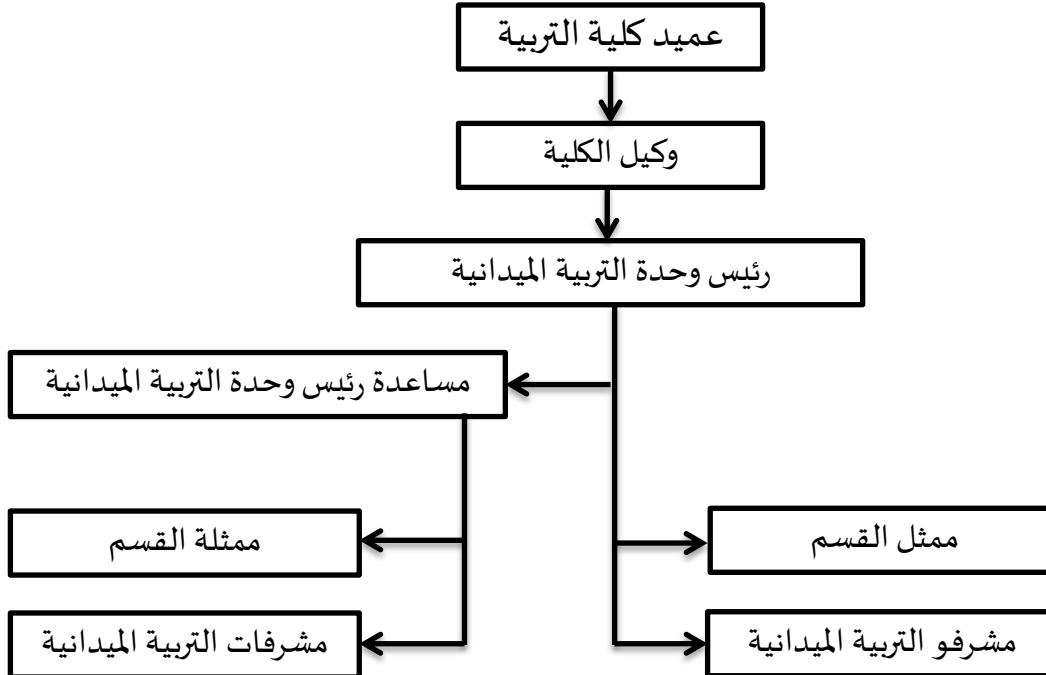 عميد كلية التربية
وكيل الكلية
رئيس وحدة التربية الميدانية
مساعدة رئيس وحدة التربية الميدانية
ممثل القسم
ممثلة القسم
مشرفو التربية الميدانية
مشرفات التربية الميدانية